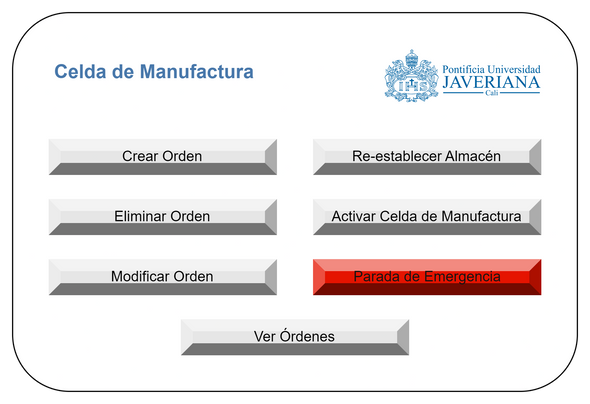 Celda de Manufactura
Pontificia Universidad
JAVERIANA
Cali
IHS
Crear Orden
Re-establecer Almacén
Eliminar Orden
Activar Celda de Manufactura
Modificar Orden
Parada de Emergencia
Ver Órdenes